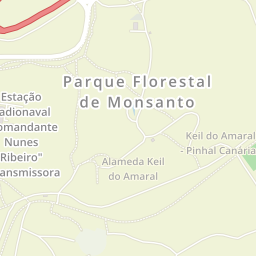 Parque Florestal
de Monsanto
Estação
adionaval
omandante
Nunes
Ribeiro"
ansmissora
Keil do Amaral
- Pinhal Canária
Alameda Keil
do Amaral